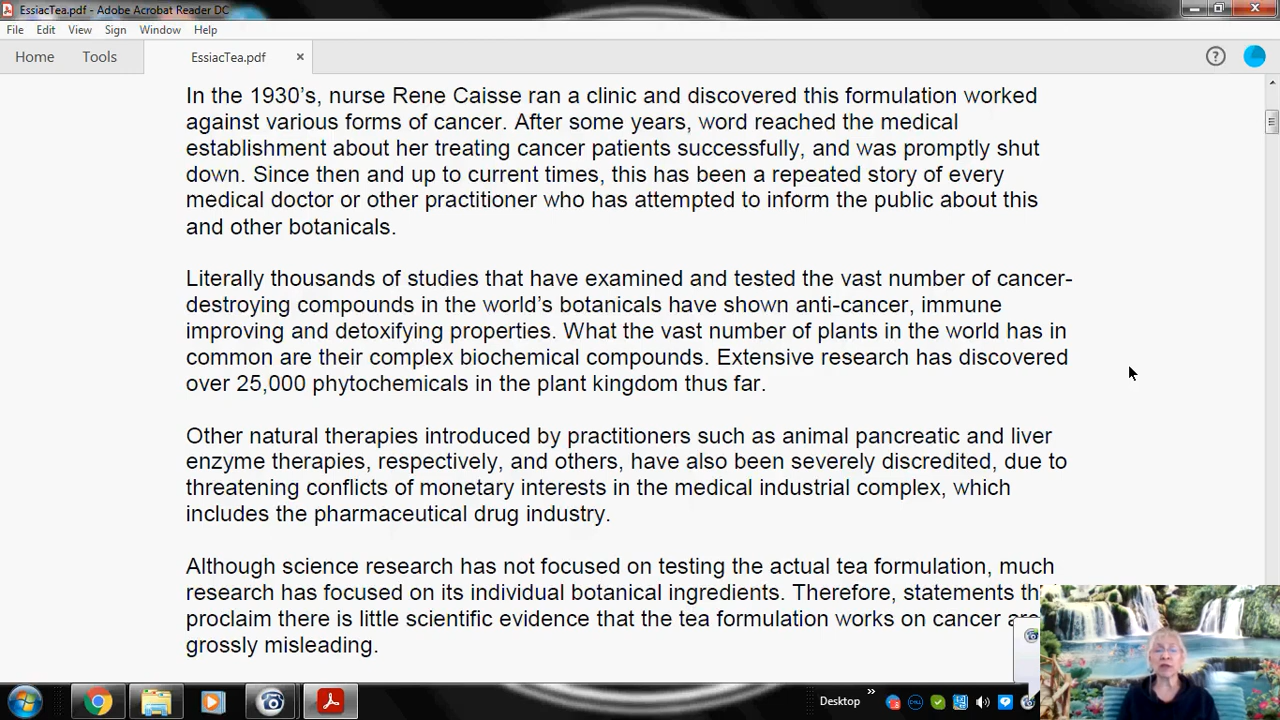 EssiacTea.pdf - Adobe Acrobat Reader DC
File Edit View Sign Window Help
Home Tools EssiacTea.pdf × ?
In the 1930's, nurse Rene Caisse ran a clinic and discovered this formulation worked
against various forms of cancer. After some years, word reached the medical
establishment about her treating cancer patients successfully, and was promptly shut
down. Since then and up to current times, this has been a repeated story of every
medical doctor or other practitioner who has attempted to inform the public about this
and other botanicals.
Literally thousands of studies that have examined and tested the vast number of cancer-
destroying compounds in the world's botanicals have shown anti-cancer, immune
improving and detoxifying properties. What the vast number of plants in the world has in
common are their complex biochemical compounds. Extensive research has discovered
over 25,000 phytochemicals in the plant kingdom thus far.
Other natural therapies introduced by practitioners such as animal pancreatic and liver
enzyme therapies, respectively, and others, have also been severely discredited, due to
threatening conflicts of monetary interests in the medical industrial complex, which
includes the pharmaceutical drug industry.
Although science research has not focused on testing the actual tea formulation, much
research has focused on its individual botanical ingredients. Therefore, statements
proclaim there is little scientific evidence that the tea formulation works on cancer
grossly misleading.
Desktop »